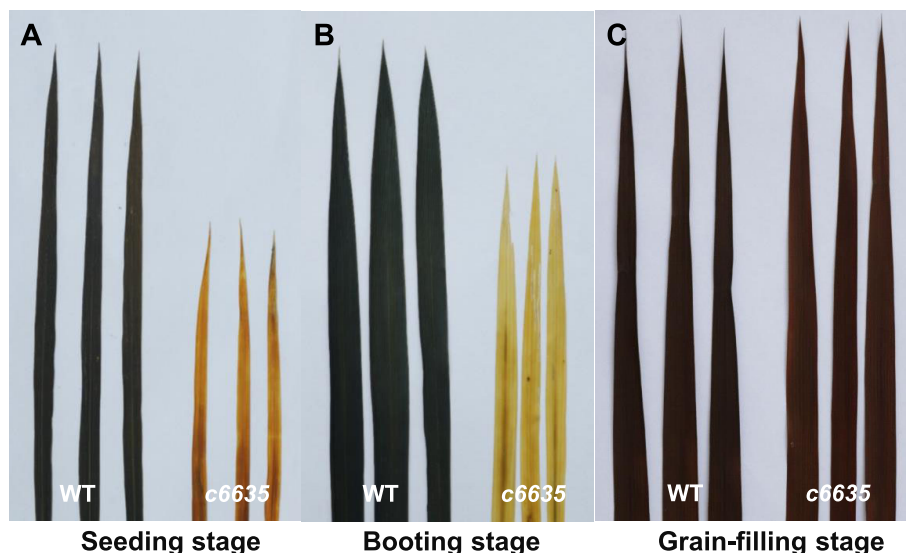 A
B
C
WT
c6635
WT
c6635
WT
c6635
Seeding stage
Booting stage
Grain-filling stage